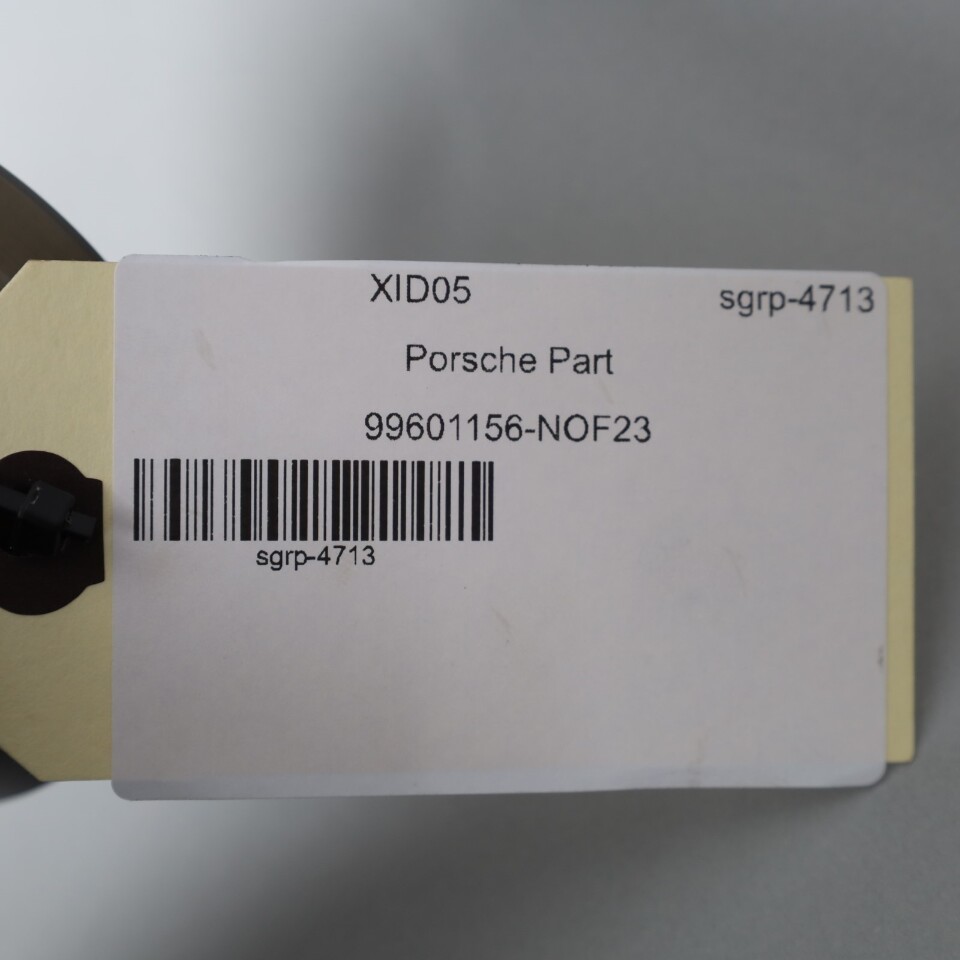 XID05 sgrp-4713
Porsche Part
99601156-NOF23
sgrp-4713